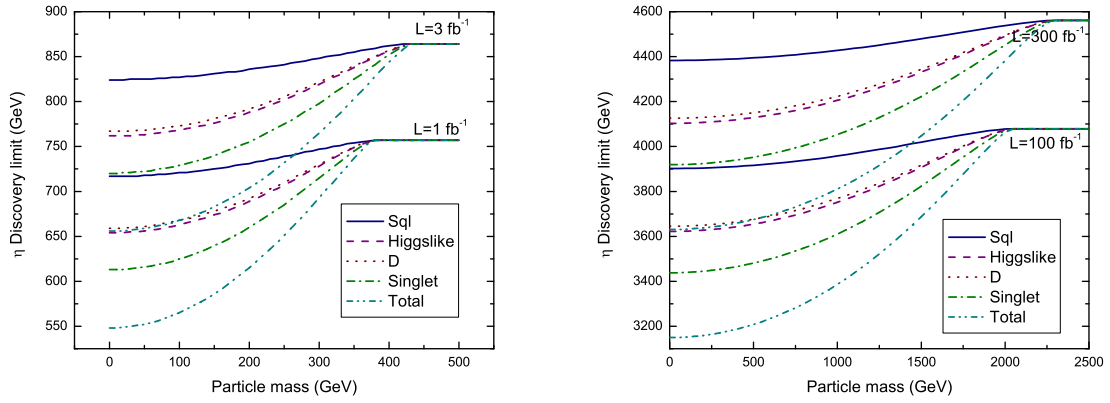 900
850
800
750
700
650
600
550
η Discovery limit (GeV)
L=3 fb⁻¹
L=1 fb⁻¹
Sql
Higgslike
D
Singlet
Total
0 100 200 300 400 500
Particle mass (GeV)
4600
4400
4200
4000
3800
3600
3400
3200
η Discovery limit (GeV)
L=300 fb⁻¹
L=100 fb⁻¹
Sql
Higgslike
D
Singlet
Total
0 500 1000 1500 2000 2500
Particle mass (GeV)